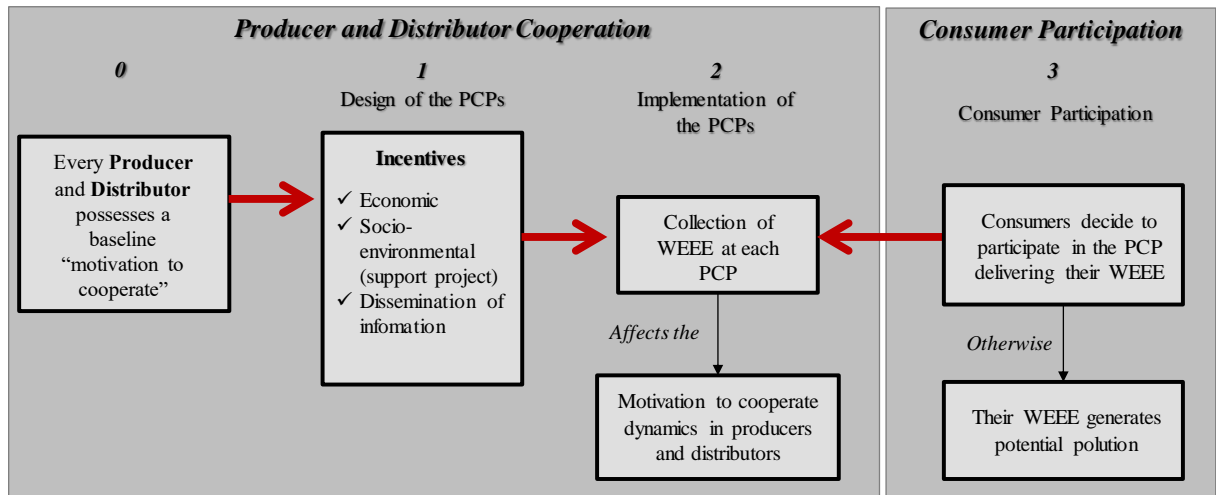 Producer and Distributor Cooperation
0
1
Design of the PCPs
2
Implementation of
the PCPs
Every Producer
and Distributor
possesses a
baseline
“motivation to
cooperate”
Incentives
✓ Economic
✓ Socio-
environmental
(support project)
✓ Dissemination of
infomation
Collection of
WEEE at each
PCP
Affects the
Motivation to cooperate
dynamics in producers
and distributors
Consumer Participation
3
Consumer Participation
Consumers decide to
participate in the PCP
delivering their WEEE
Otherwise
Their WEEE generates
potential polution